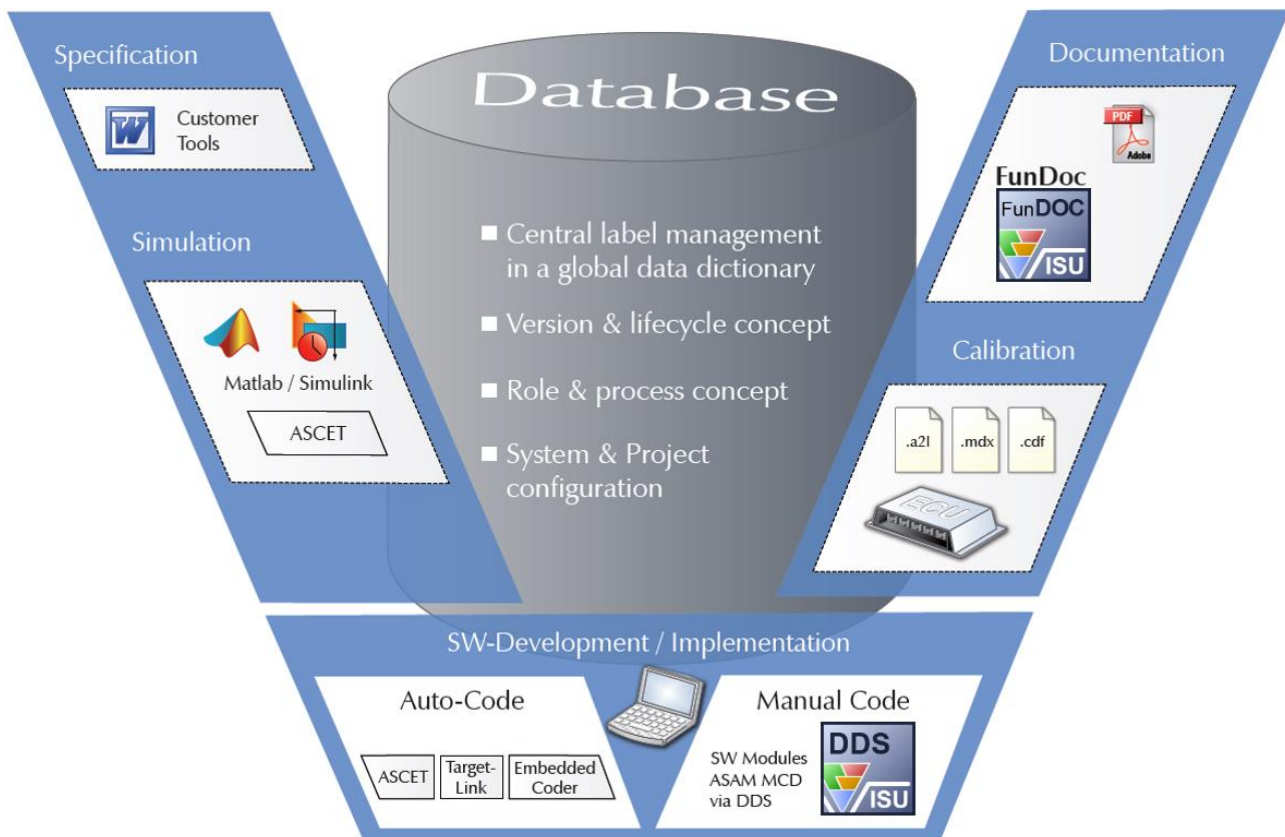 Specification
W
Customer
Tools
Simulation
Matlab / Simulink
ASCET
Database
Central label management
in a global data dictionary
Version & lifecycle concept
Role & process concept
System & Project
configuration
Documentation
PDF
Adobe
FunDoc
FunDOC
ISU
Calibration
.a2l
.mdx
.cdf
ECU
SW-Development / Implementation
Auto-Code
ASCET
Target-
Link
Embedded
Coder
Manual Code
SW Modules
ASAM MCD
via DDS
DDS
ISU